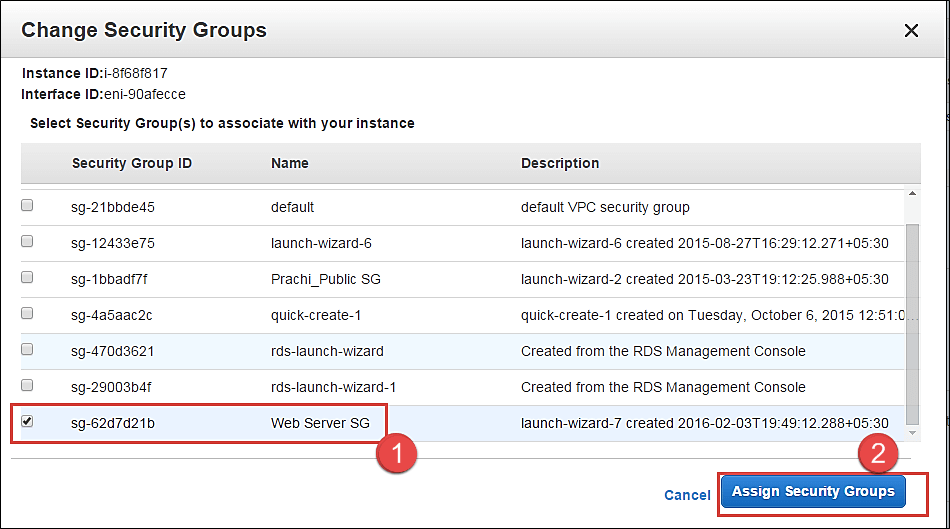 Change Security Groups
Instance ID:i-8f68f817
Interface ID:eni-90afecce
Select Security Group(s) to associate with your instance
Security Group ID Name Description
sg-21bbde45 default default VPC security group
sg-12433e75 launch-wizard-6 launch-wizard-6 created 2015-08-27T16:29:12.271+05:30
sg-1bbadf7f Prachi_Public SG launch-wizard-2 created 2015-03-23T19:12:25.988+05:30
sg-4a5aac2c quick-create-1 quick-create-1 created on Tuesday, October 6, 2015 12:51:0...
sg-470d3621 rds-launch-wizard Created from the RDS Management Console
sg-29003b4f rds-launch-wizard-1 Created from the RDS Management Console
sg-62d7d21b Web Server SG launch-wizard-7 created 2016-02-03T19:49:12.288+05:30
1
2
Cancel Assign Security Groups